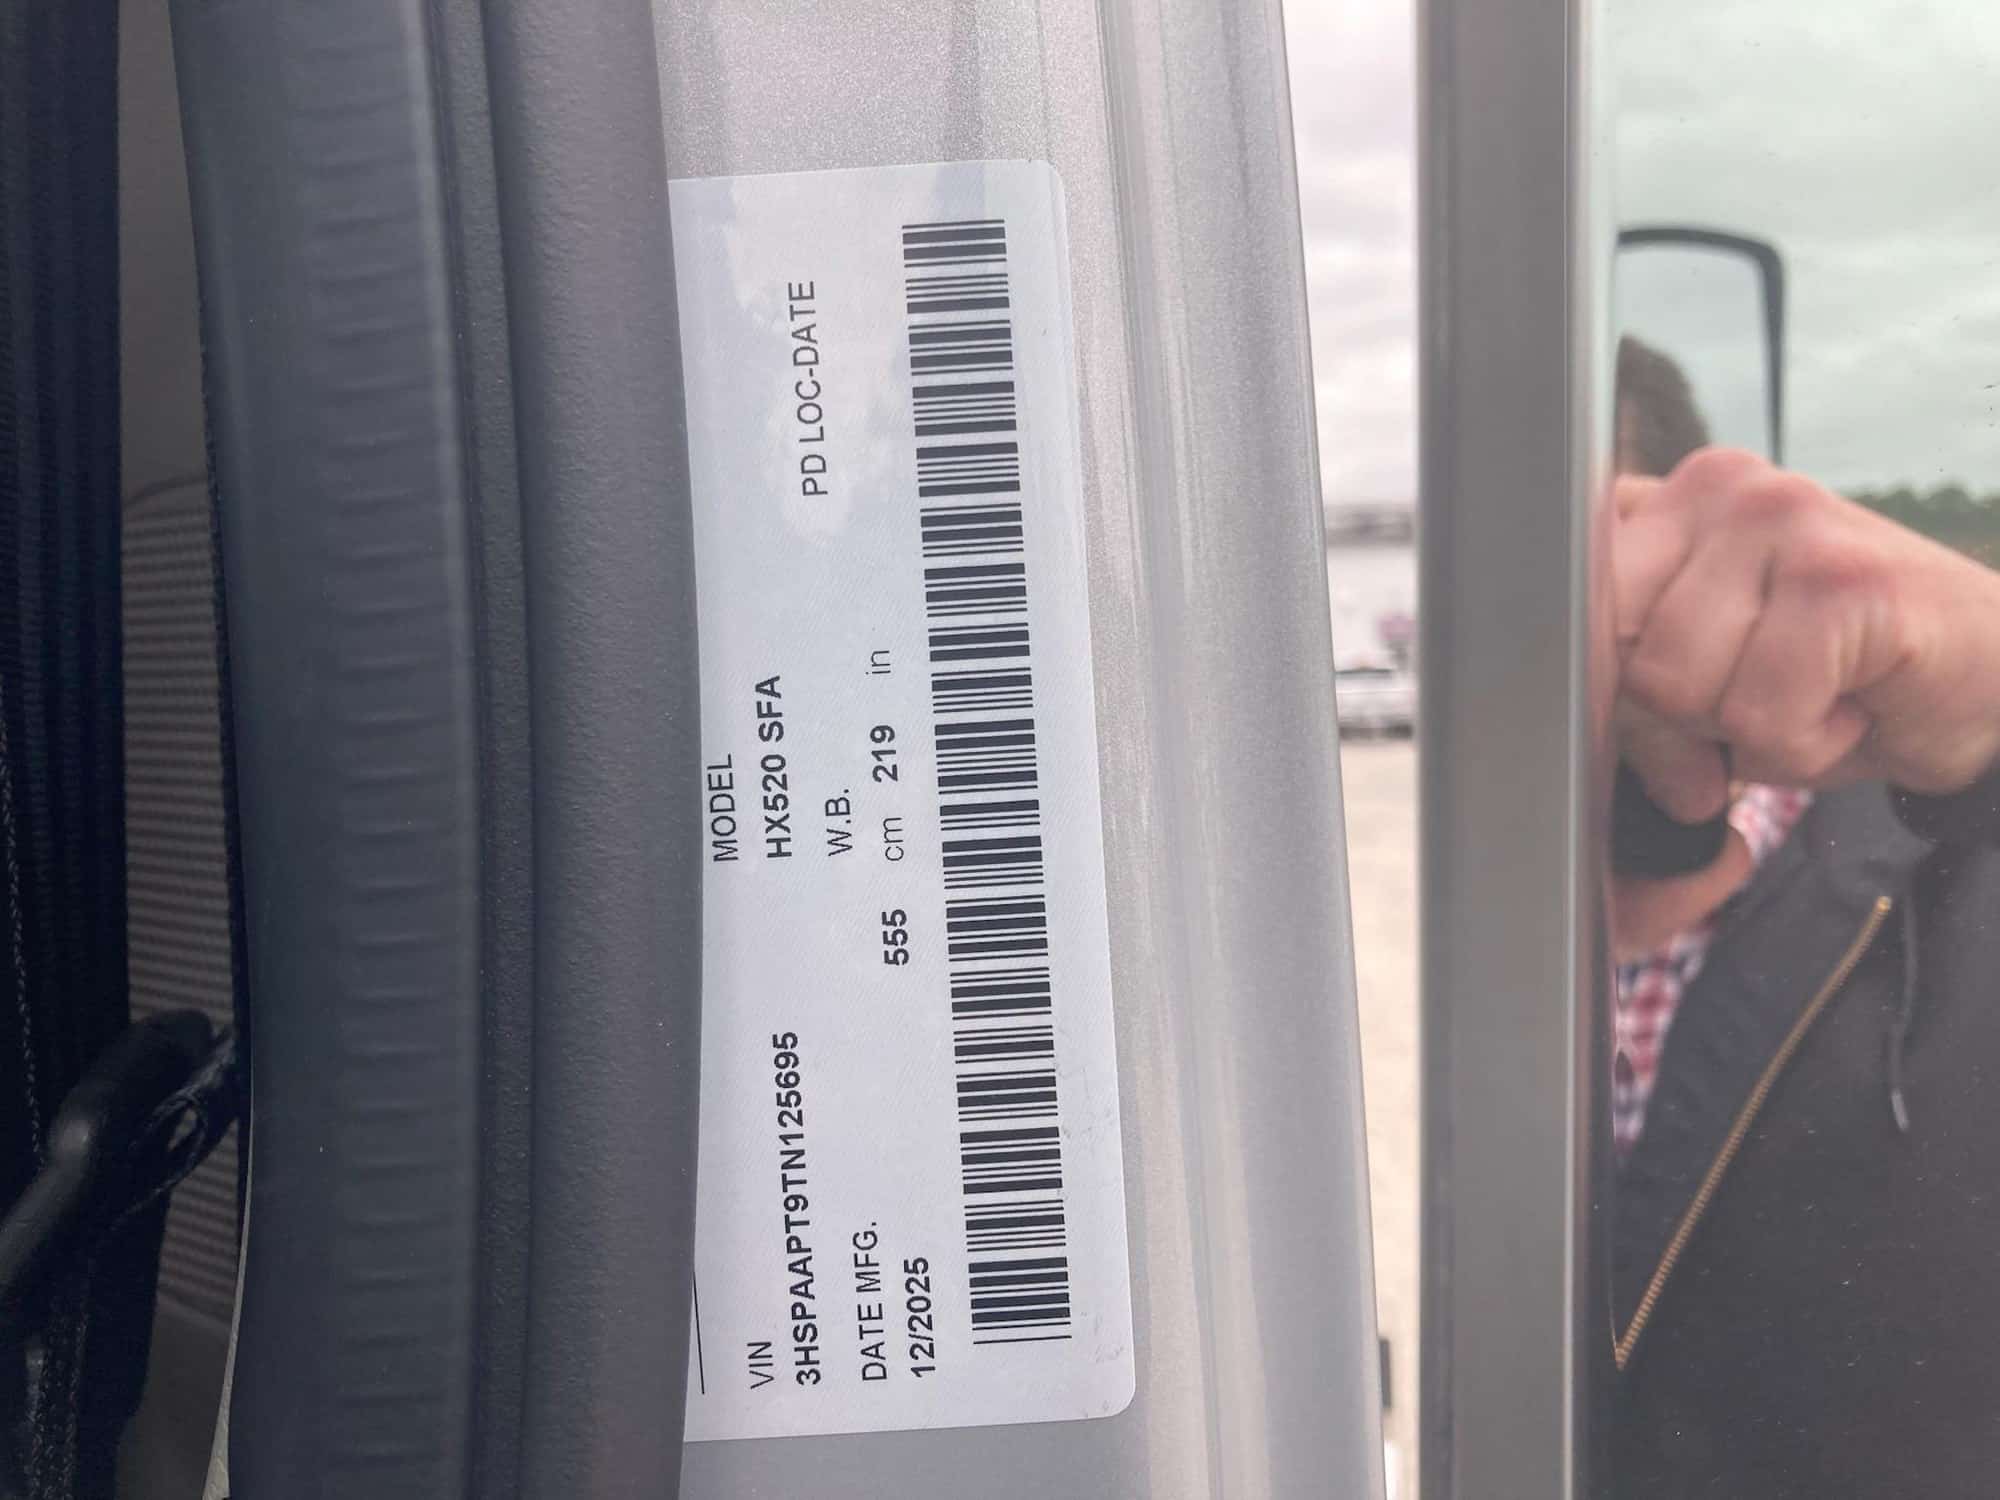 VIN
3HSPAAPT9TN125695
MODEL
HX520 SFA
DATE MFG.
12/2025
W.B.
555 cm 219 in
PD LOC-DATE